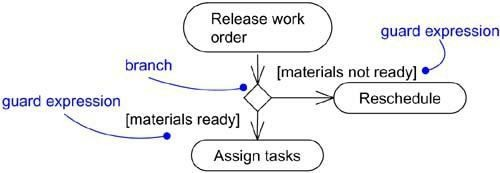 Release work
order
guard expression
branch
[materials not ready]
guard expression
Reschedule
[materials ready]
Assign tasks